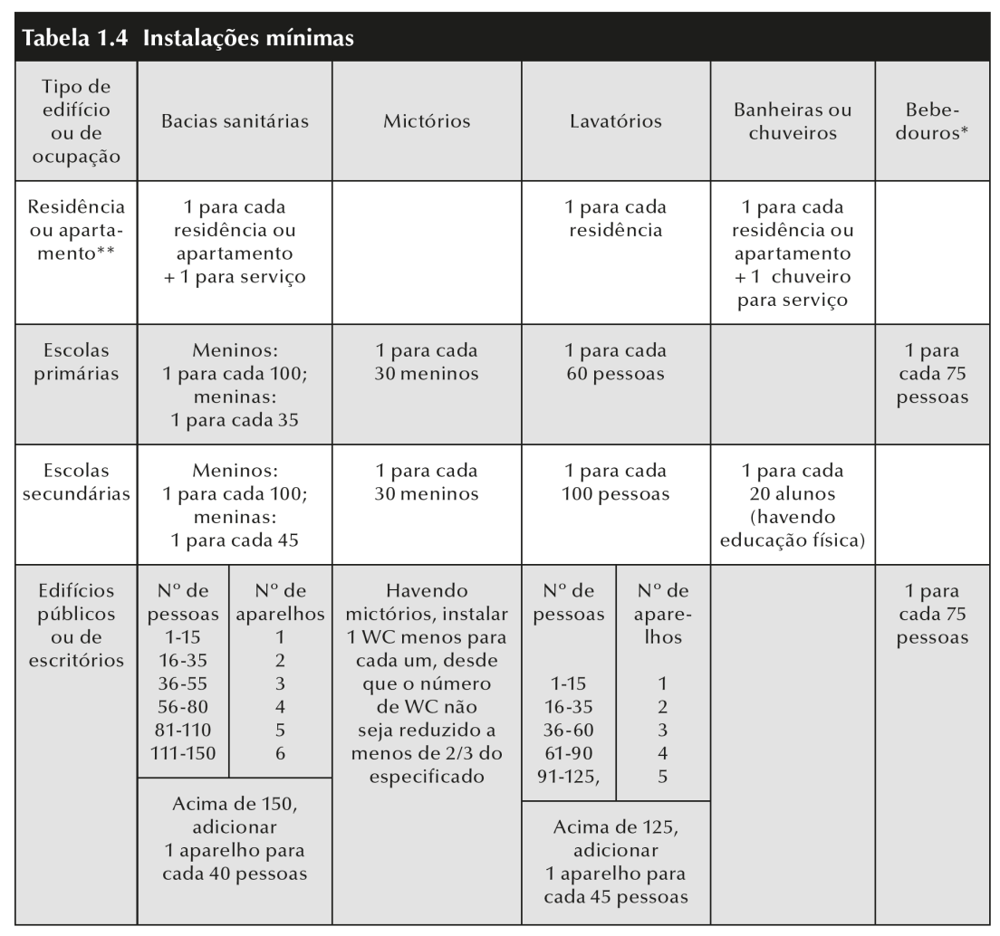 Tabela 1.4 Instalações mínimas
Tipo de
edifício
ou de
ocupação
Bacias sanitárias
Mictórios
Lavatórios
Banheiras ou
chuveiros
Bebe-
douros*
Residência
ou aparta-
mento**
1 para cada
residência ou
apartamento
+ 1 para serviço
1 para cada
residência
1 para cada
residência ou
apartamento
+ 1 chuveiro
para serviço
Escolas
primárias
Meninos:
1 para cada 100;
meninas:
1 para cada 35
1 para cada
30 meninos
1 para cada
60 pessoas
1 para
cada 75
pessoas
Escolas
secundárias
Meninos:
1 para cada 100;
meninas:
1 para cada 45
1 para cada
30 meninos
1 para cada
100 pessoas
1 para cada
20 alunos
(havendo
educação física)
Edifícios
públicos
ou de
escritórios
Nº de
pessoas
1-15
16-35
36-55
56-80
81-110
111-150
Nº de
aparelhos
1
2
3
4
5
6
Acima de 150,
adicionar
1 aparelho para
cada 40 pessoas
Havendo
mictórios, instalar
1 WC menos para
cada um, desde
que o número
de WC não
seja reduzido a
menos de 2/3 do
especificado
Nº de
pessoas
1-15
16-35
36-60
61-90
91-125,
Nº de
apare-
lhos
1
2
3
4
5
Acima de 125,
adicionar
1 aparelho para
cada 45 pessoas
1 para
cada 75
pessoas